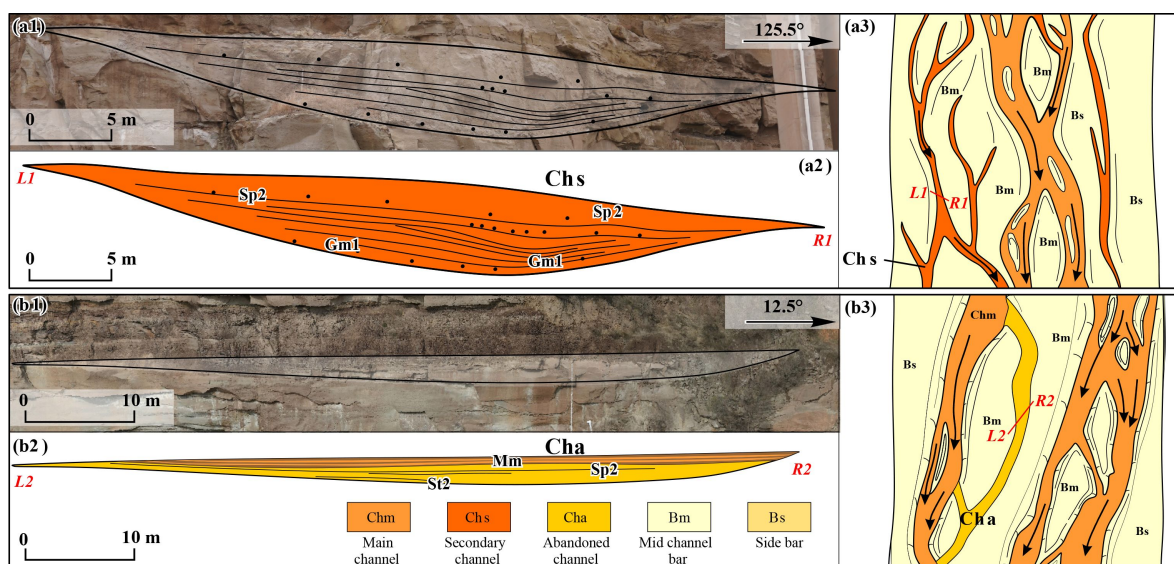 (a1)
125.5°
0 5 m
(a2)
L1
Chs
Sp2
Sp2
Gm1
Gm1
R1
0 5 m
(a3)
Bm
Bm
Bs
Bm
L1
R1
Bm
Bs
Chs
(b1)
12.5°
0 10 m
(b2)
Cha
L2
Mm
Sp2
St2
R2
0 10 m
Chm
Chs
Cha
Bm
Bs
Main
channel
Secondary
channel
Abandoned
channel
Mid channel
bar
Side bar
(b3)
Chm
Bm
Bs
R2
Bm
L2
Bm
Cha
Bs